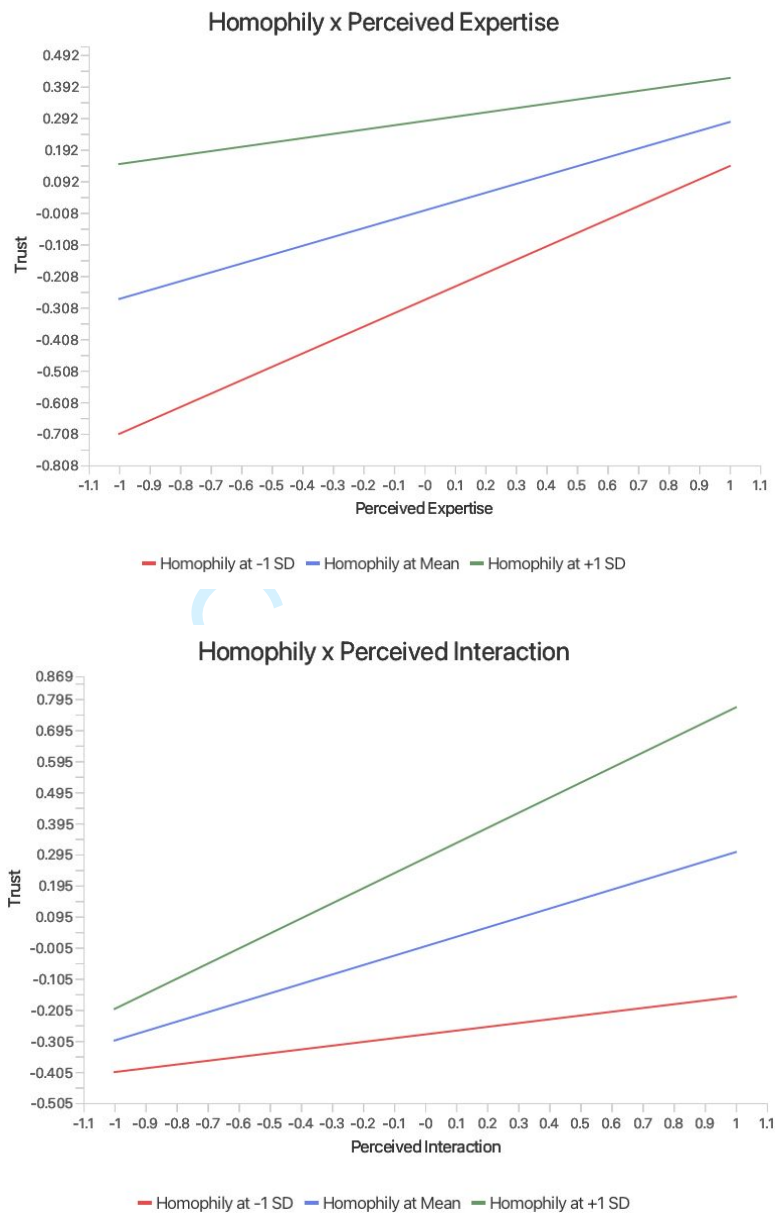 Homophily x Perceived Expertise
0.492
0.392
0.292
0.192
0.092
-0.008
-0.108
-0.208
-0.308
-0.408
-0.508
-0.608
-0.708
-0.808
Trust
-1.1 -1 -0.9 -0.8 -0.7 -0.6 -0.5 -0.4 -0.3 -0.2 -0.1 -0 0.1 0.2 0.3 0.4 0.5 0.6 0.7 0.8 0.9 1 1.1
Perceived Expertise
Homophily at -1 SD Homophily at Mean Homophily at +1 SD
Homophily x Perceived Interaction
0.869
0.795
0.695
0.595
0.495
0.395
0.295
0.195
0.095
-0.005
-0.105
-0.205
-0.305
-0.405
-0.505
Trust
-1.1 -1 -0.9 -0.8 -0.7 -0.6 -0.5 -0.4 -0.3 -0.2 -0.1 -0 0.1 0.2 0.3 0.4 0.5 0.6 0.7 0.8 0.9 1 1.1
Perceived Interaction
Homophily at -1 SD Homophily at Mean Homophily at +1 SD